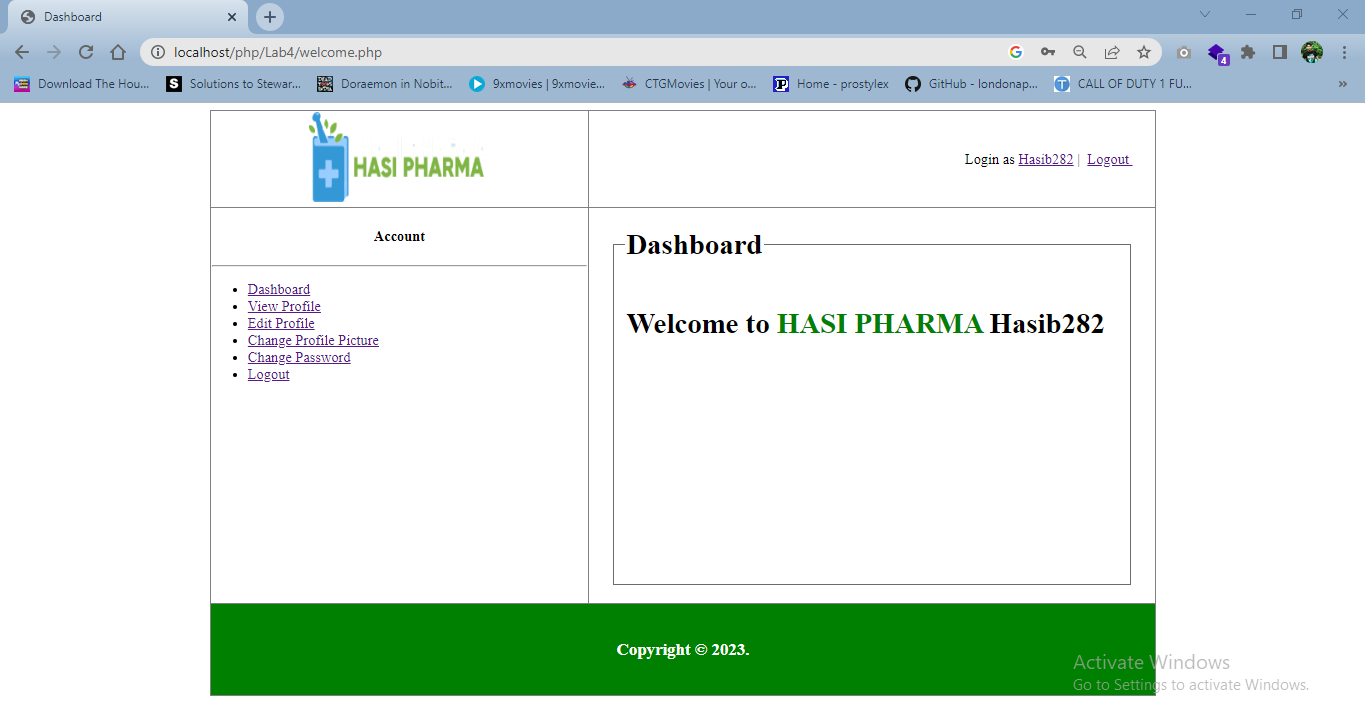 Dashboard
localhost/php/Lab4/welcome.php
4
Download The Hou...
S
Solutions to Stewar...
Doraemon in Nobit...
9xmovies | 9xmovie...
CTGMovies | Your o...
Home - prostylex
GitHub - londonap...
CALL OF DUTY 1 FU...
»
HASI PHARMA
Login as Hasib282 | Logout
Account
Dashboard
View Profile
Edit Profile
Change Profile Picture
Change Password
Logout
Dashboard
Welcome to HASI PHARMA Hasib282
Copyright © 2023.
Activate Windows
Go to Settings to activate Windows.